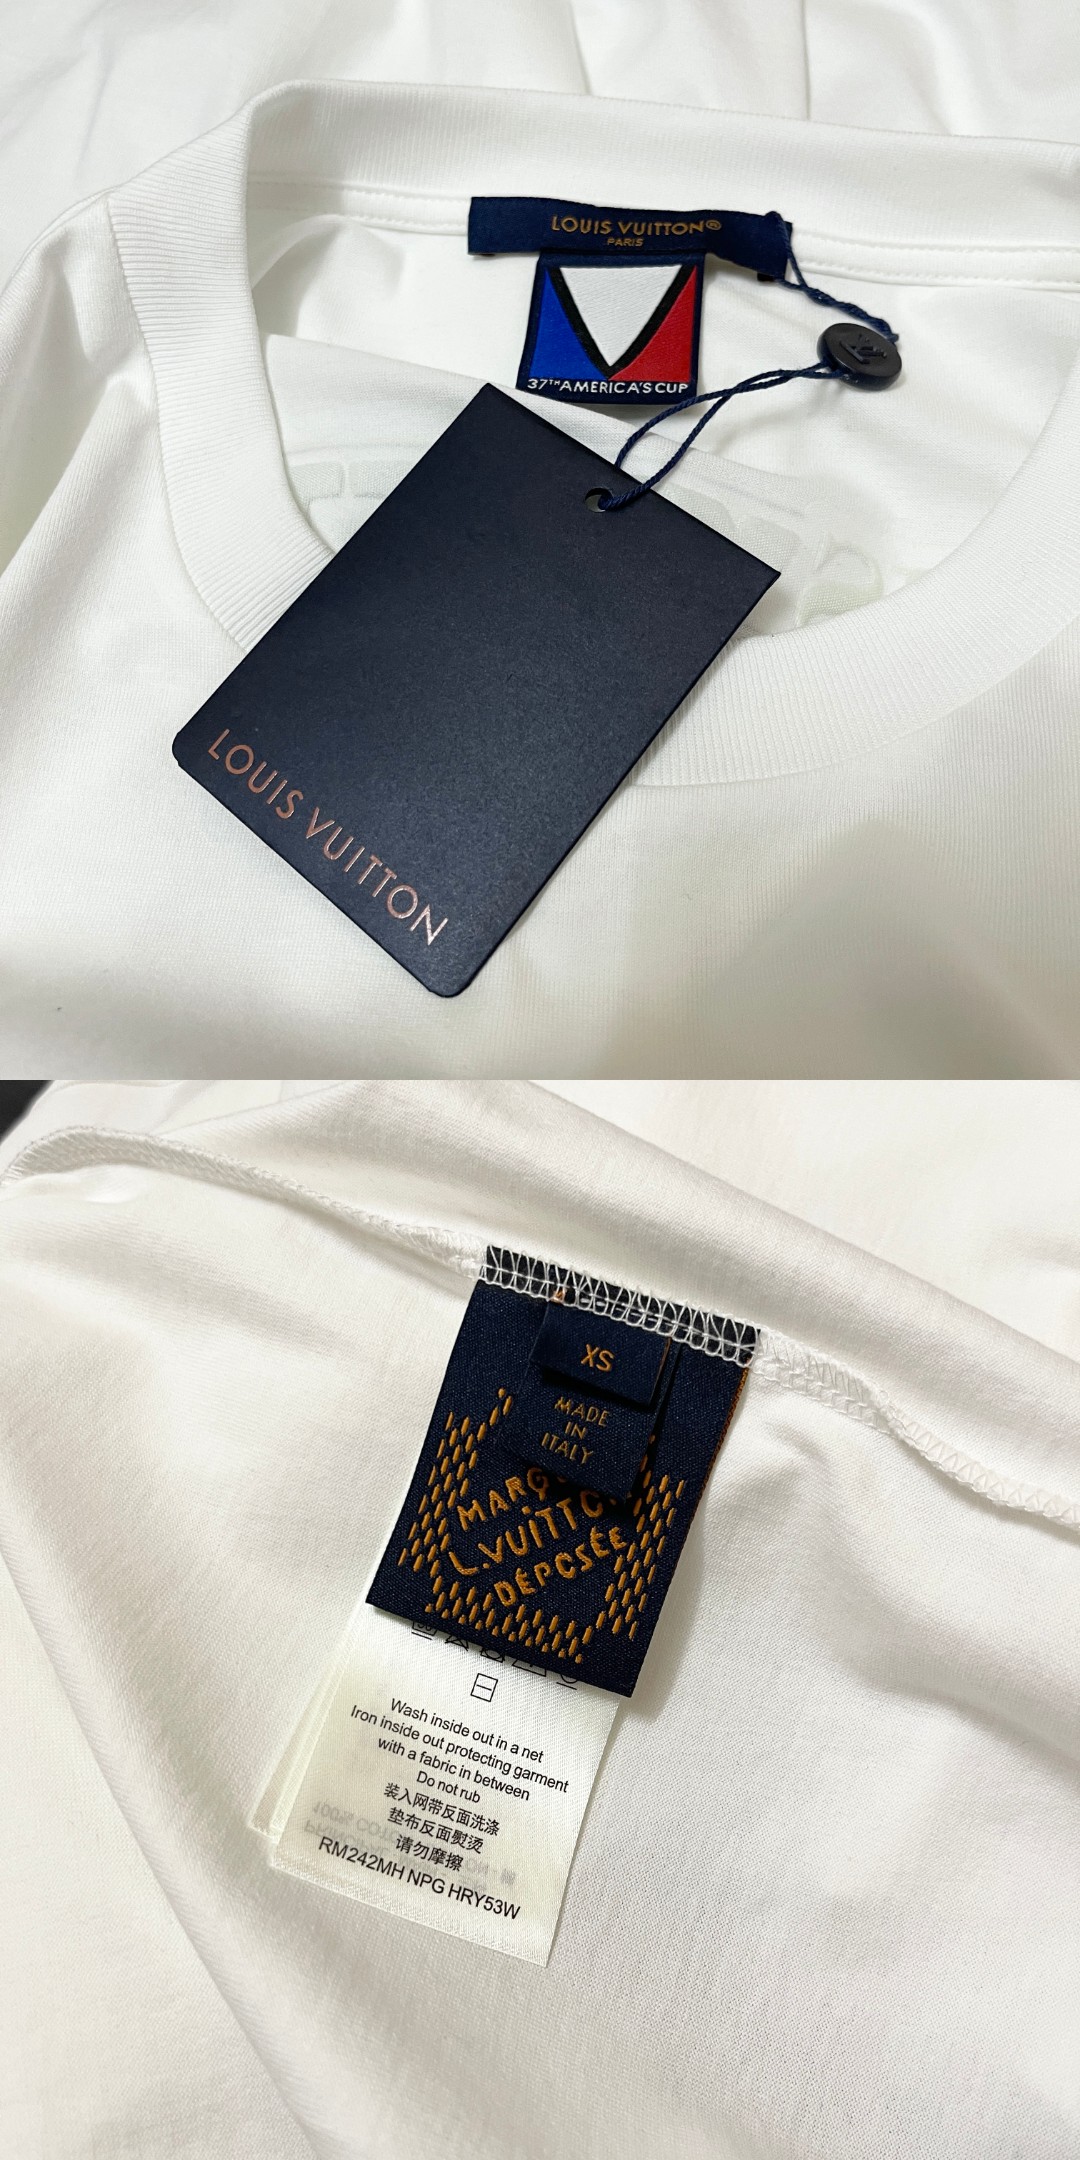 LOUIS VUITTON®
PARIS
37TH AMERICA'S CUP
LOUIS VUITTON
XS
MADE
IN
ITALY
L.VUITTON
DÉPOSÉE
Wash inside out in a net
Iron inside out protecting garment
with a fabric in between
Do not rub
装入网带反面洗涤
垫布反面熨烫
请勿摩擦
RM242MH NPG HRY53W